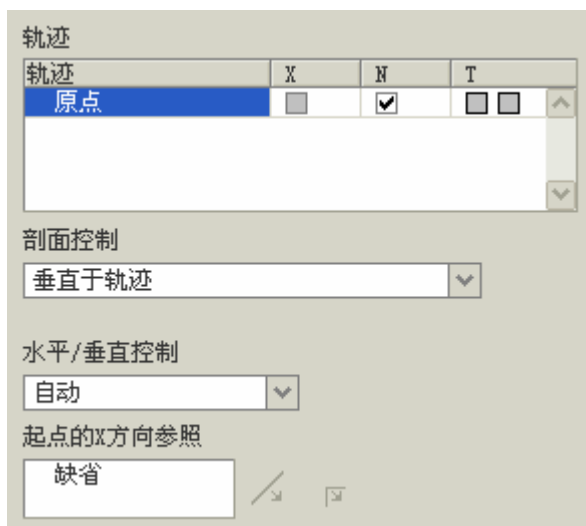 轨迹
轨迹 X N T
原点
剖面控制
垂直于轨迹
水平/垂直控制
自动
起点的X方向参照
缺省